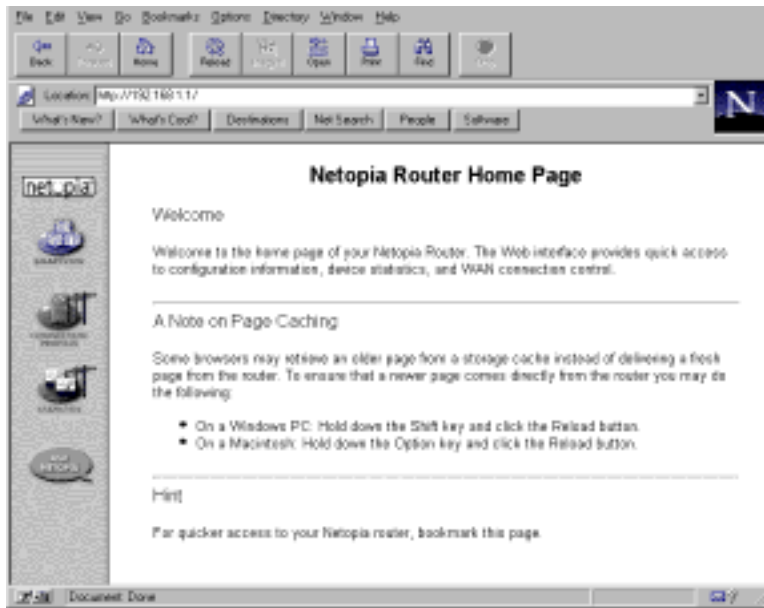 File Edit View Go Bookmarks Options Directory Window Help
Back Home Reload Open Print Find
Location: http://192.168.1.1/
N
What's New? What's Cool? Destinations Net Search People Software
net_pia
Netopia Router Home Page
Welcome
Welcome to the home page of your Netopia Router. The Web interface provides quick access
to configuration information, device statistics, and WAN connection control.
A Note on Page Caching
Some browsers may retrieve an older page from a storage cache instead of delivering a fresh
page from the router. To ensure that a newer page comes directly from the router you may do
the following:
• On a Windows PC: Hold down the Shift key and click the Reload button.
• On a Macintosh: Hold down the Option key and click the Reload button.
Hint
For quicker access to your Netopia router, bookmark this page.
Document: Done